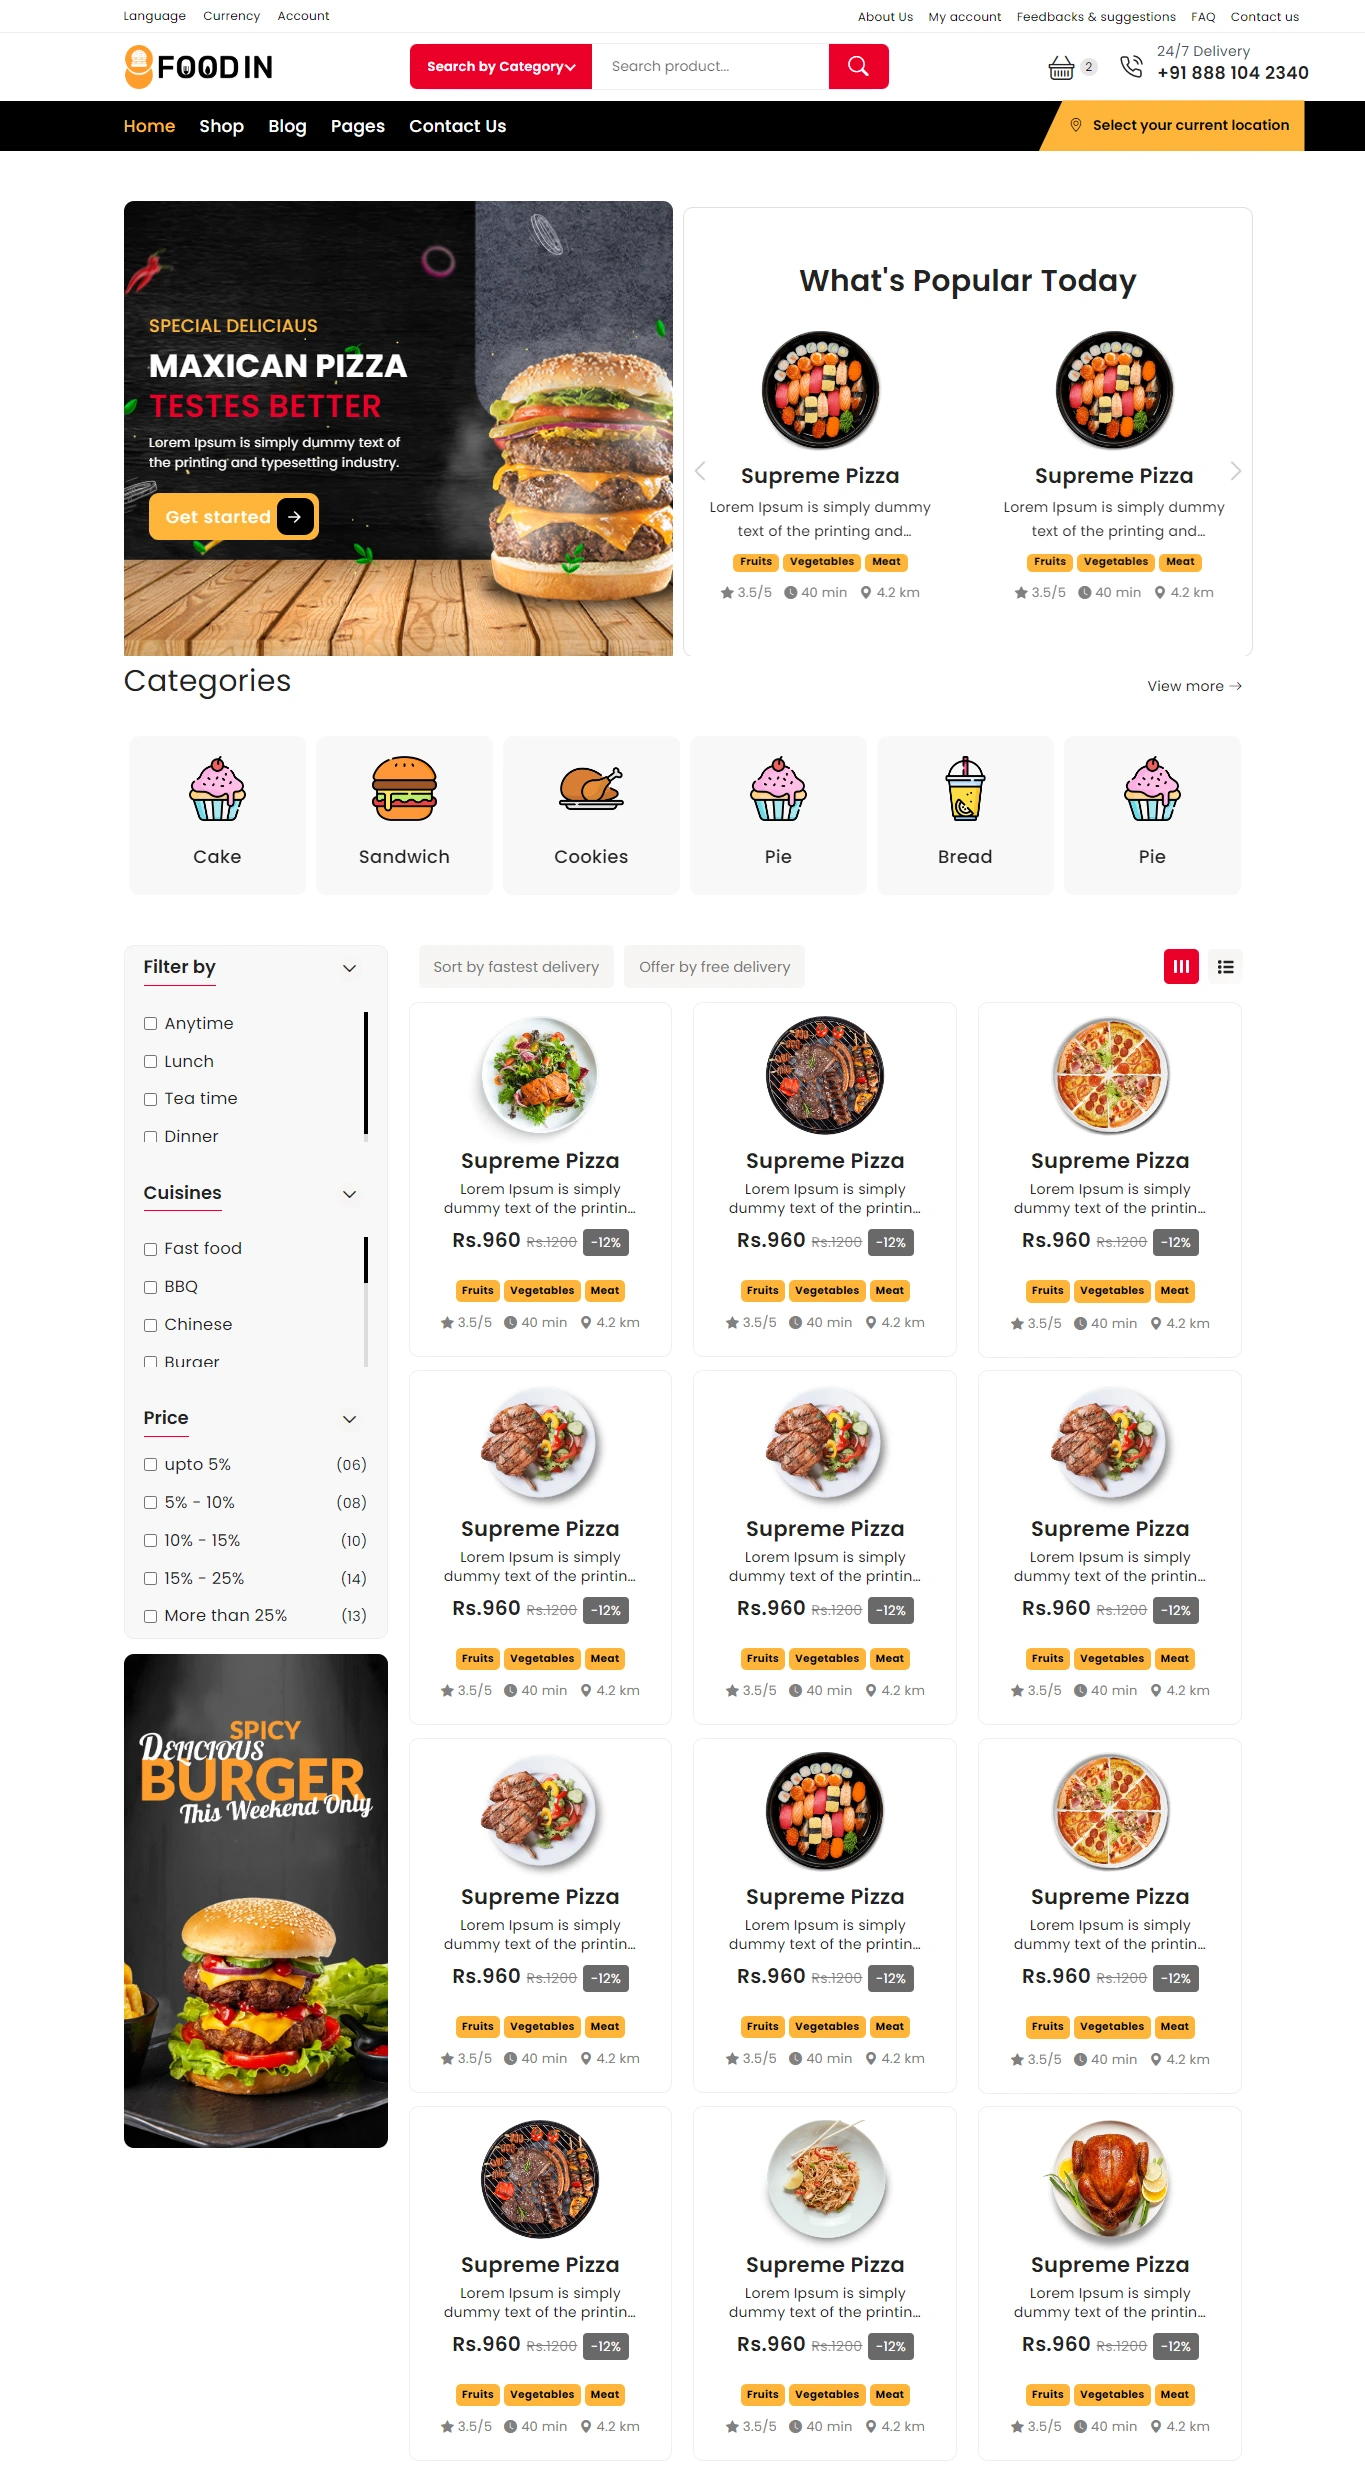 Language Currency Account
About Us My account Feedbacks & suggestions FAQ Contact us
FOODIN
Search by Category
Search product...
2
24/7 Delivery
+91 888 104 2340
Home Shop Blog Pages Contact Us
Select your current location
SPECIAL DELICIAUS
MAXICAN PIZZA
TESTES BETTER
Lorem Ipsum is simply dummy text of
the printing and typesetting industry.
Get started
What's Popular Today
Supreme Pizza
Lorem Ipsum is simply dummy
text of the printing and...
Fruits Vegetables Meat
3.5/5 40 min 4.2 km
Supreme Pizza
Lorem Ipsum is simply dummy
text of the printing and...
Fruits Vegetables Meat
3.5/5 40 min 4.2 km
Categories
View more
Cake
Sandwich
Cookies
Pie
Bread
Pie
Filter by
Anytime
Lunch
Tea time
Dinner
Cuisines
Fast food
BBQ
Chinese
Burger
Price
upto 5% (06)
5% - 10% (08)
10% - 15% (10)
15% - 25% (14)
More than 25% (13)
SPICY
Delicious
BURGER
This Weekend Only
Sort by fastest delivery
Offer by free delivery
Supreme Pizza
Lorem Ipsum is simply
dummy text of the printin...
Rs.960 Rs.1200 -12%
Fruits Vegetables Meat
3.5/5 40 min 4.2 km
Supreme Pizza
Lorem Ipsum is simply
dummy text of the printin...
Rs.960 Rs.1200 -12%
Fruits Vegetables Meat
3.5/5 40 min 4.2 km
Supreme Pizza
Lorem Ipsum is simply
dummy text of the printin...
Rs.960 Rs.1200 -12%
Fruits Vegetables Meat
3.5/5 40 min 4.2 km
Supreme Pizza
Lorem Ipsum is simply
dummy text of the printin...
Rs.960 Rs.1200 -12%
Fruits Vegetables Meat
3.5/5 40 min 4.2 km
Supreme Pizza
Lorem Ipsum is simply
dummy text of the printin...
Rs.960 Rs.1200 -12%
Fruits Vegetables Meat
3.5/5 40 min 4.2 km
Supreme Pizza
Lorem Ipsum is simply
dummy text of the printin...
Rs.960 Rs.1200 -12%
Fruits Vegetables Meat
3.5/5 40 min 4.2 km
Supreme Pizza
Lorem Ipsum is simply
dummy text of the printin...
Rs.960 Rs.1200 -12%
Fruits Vegetables Meat
3.5/5 40 min 4.2 km
Supreme Pizza
Lorem Ipsum is simply
dummy text of the printin...
Rs.960 Rs.1200 -12%
Fruits Vegetables Meat
3.5/5 40 min 4.2 km
Supreme Pizza
Lorem Ipsum is simply
dummy text of the printin...
Rs.960 Rs.1200 -12%
Fruits Vegetables Meat
3.5/5 40 min 4.2 km
Supreme Pizza
Lorem Ipsum is simply
dummy text of the printin...
Rs.960 Rs.1200 -12%
Fruits Vegetables Meat
3.5/5 40 min 4.2 km
Supreme Pizza
Lorem Ipsum is simply
dummy text of the printin...
Rs.960 Rs.1200 -12%
Fruits Vegetables Meat
3.5/5 40 min 4.2 km
Supreme Pizza
Lorem Ipsum is simply
dummy text of the printin...
Rs.960 Rs.1200 -12%
Fruits Vegetables Meat
3.5/5 40 min 4.2 km